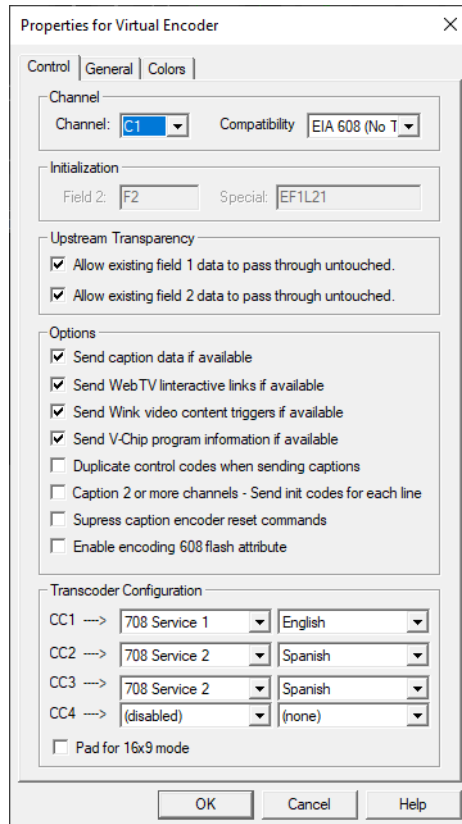 Properties for Virtual Encoder
Control General Colors
Channel
Channel: C1 Compatibility EIA 608 (No T
Initialization
Field 2: F2 Special: EF1L21
Upstream Transparency
Allow existing field 1 data to pass through untouched.
Allow existing field 2 data to pass through untouched.
Options
Send caption data if available
Send WebTV linteractive links if available
Send Wink video content triggers if available
Send V-Chip program information if available
Duplicate control codes when sending captions
Caption 2 or more channels - Send init codes for each line
Supress caption encoder reset commands
Enable encoding 608 flash attribute
Transcoder Configuration
CC1 ---> 708 Service 1 English
CC2 ---> 708 Service 2 Spanish
CC3 ---> 708 Service 2 Spanish
CC4 ---> (disabled) (none)
Pad for 16x9 mode
OK Cancel Help